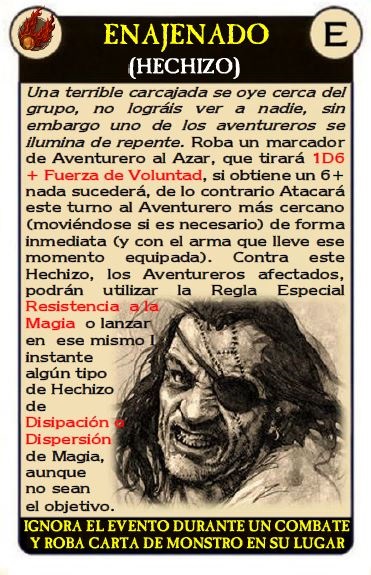 ENAJENADO
E
(HECHIZO)
Una terrible carcajada se oye cerca del
grupo, no lográis ver a nadie, sin
embargo uno de los aventureros se
ilumina de repente. Roba un marcador
de Aventurero al Azar, que tirará 1D6
+ Fuerza de Voluntad, si obtiene un 6+
nada sucederá, de lo contrario Atacará
este turno al Aventurero más cercano
(moviéndose si es necesario) de forma
inmediata (y con el arma que lleve ese
momento equipada). Contra este
Hechizo, los Aventureros afectados,
podrán utilizar la Regla Especial
Resistencia a la
Magia o lanzar
en ese mismo l
instante
algún tipo
de Hechizo
de
Disipación o
Dispersión
de Magia,
aunque
no sean
el objetivo.
IGNORA EL EVENTO DURANTE UN COMBATE
Y ROBA CARTA DE MONSTRO EN SU LUGAR